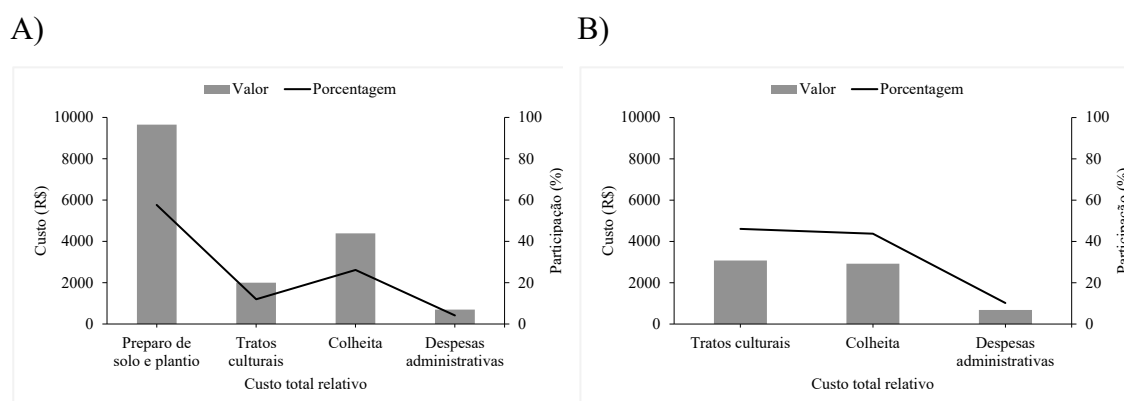 A)
Valor Porcentagem
10000
8000
6000
4000
2000
0
Custo (R$)
100
80
60
40
20
0
Participação (%)
Preparo de
solo e plantio
Tratos
culturais
Colheita
Despesas
administrativas
Custo total relativo
B)
Valor Porcentagem
10000
8000
6000
4000
2000
0
Custo (R$)
100
80
60
40
20
0
Participação (%)
Tratos culturais
Colheita
Despesas
administrativas
Custo total relativo